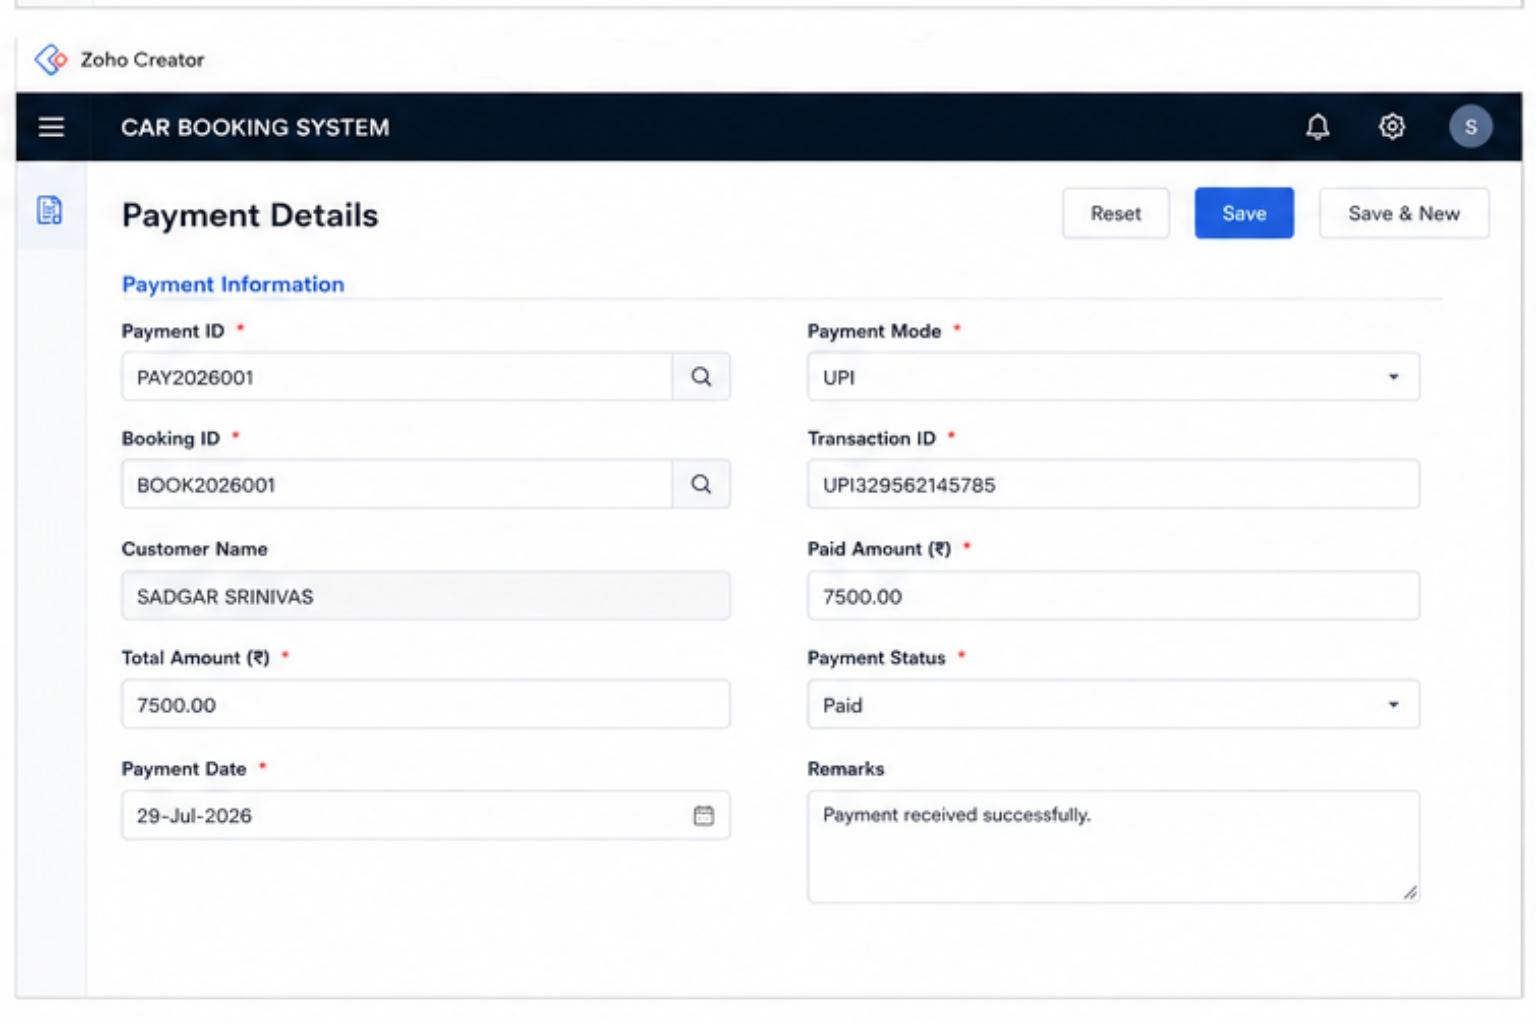 Zoho Creator
CAR BOOKING SYSTEM
S
Payment Details
Reset
Save
Save & New
Payment Information
Payment ID *
PAY2026001
Payment Mode *
UPI
Booking ID *
BOOK2026001
Transaction ID *
UPI329562145785
Customer Name
SADGAR SRINIVAS
Paid Amount (₹) *
7500.00
Total Amount (₹) *
7500.00
Payment Status *
Paid
Payment Date *
29-Jul-2026
Remarks
Payment received successfully.